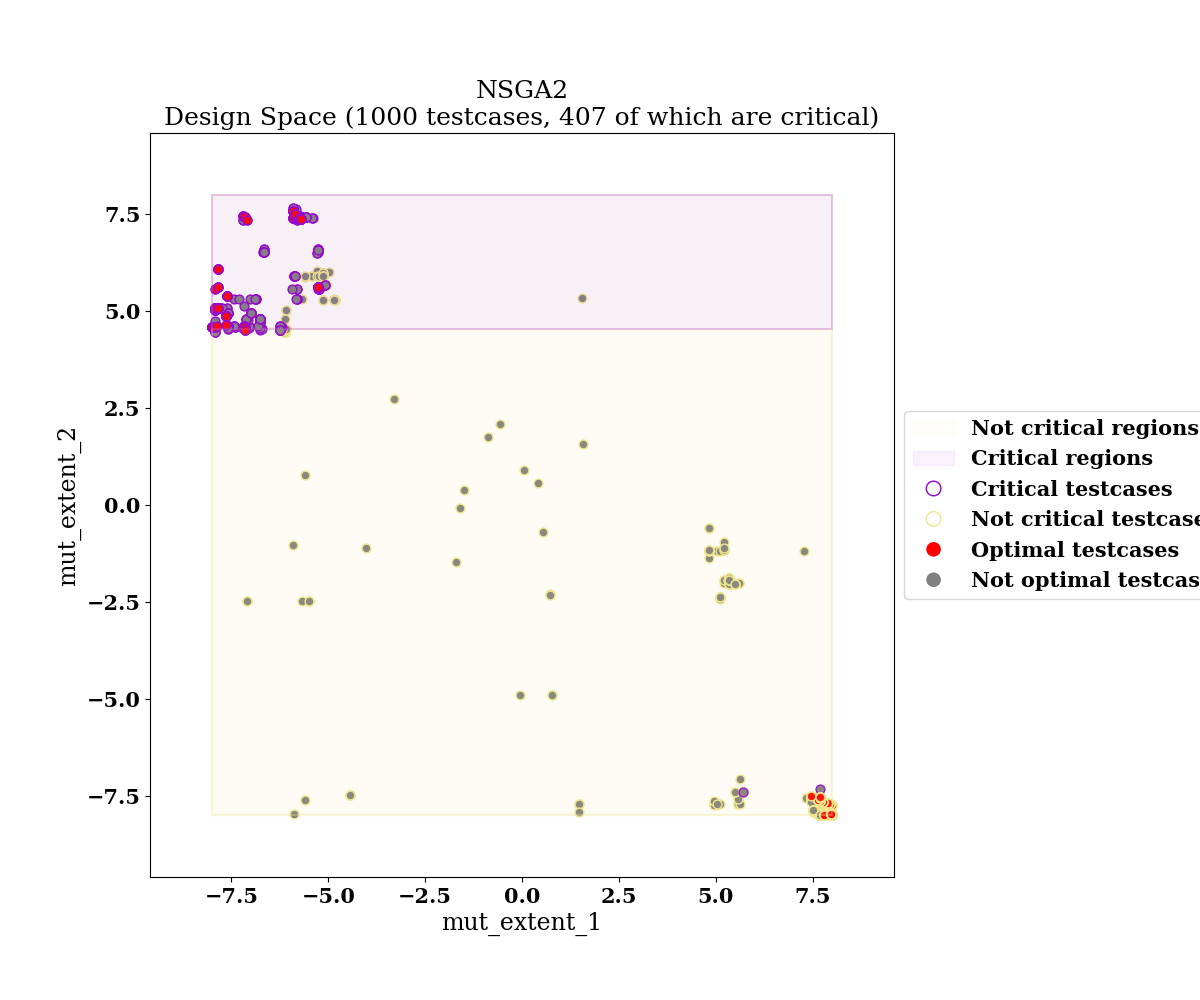 NSGA2
Design Space (1000 testcases, 407 of which are critical)
7.5
5.0
2.5
0.0
−2.5
−5.0
−7.5
mut_extent_2
−7.5
−5.0
−2.5
0.0
2.5
5.0
7.5
mut_extent_1
Not critical regions
Critical regions
Critical testcases
Not critical testcase
Optimal testcases
Not optimal testcas